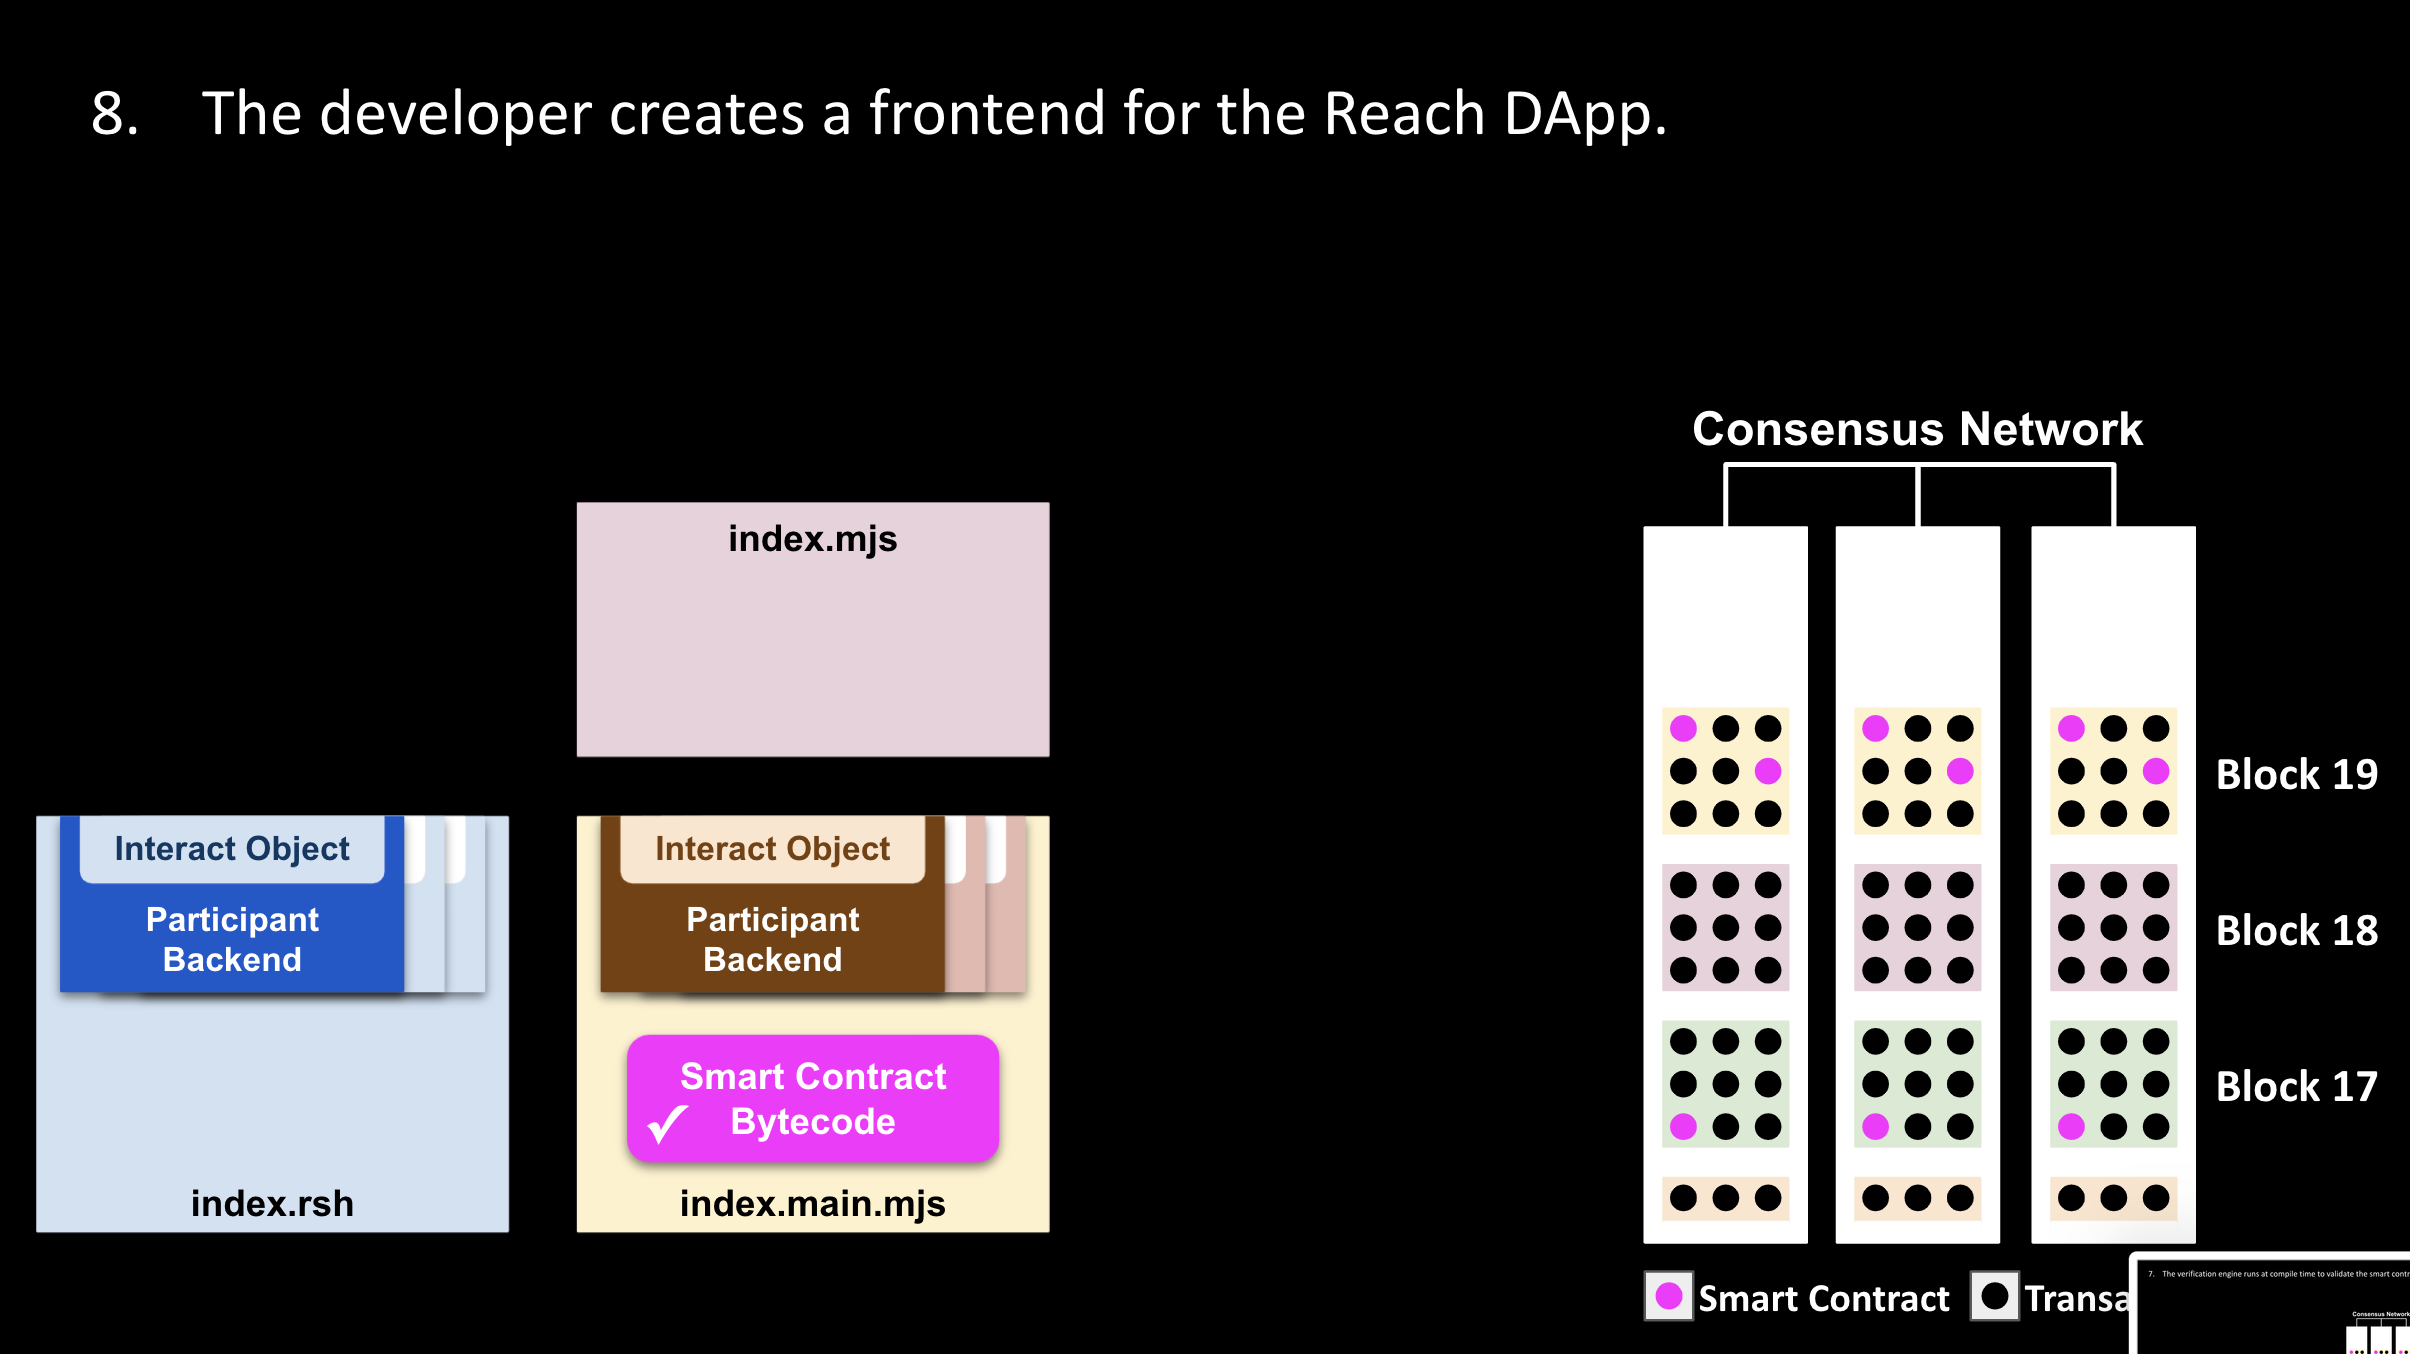 8. The developer creates a frontend for the Reach DApp.
Consensus Network
index.mjs
Block 19
Interact Object
Participant
Backend
Interact Object
Participant
Backend
Block 18
Smart Contract
Bytecode
Block 17
index.rsh
index.main.mjs
Smart Contract
Transa
7. The verification engine runs at compile time to validate the smart contr
Consensus Network